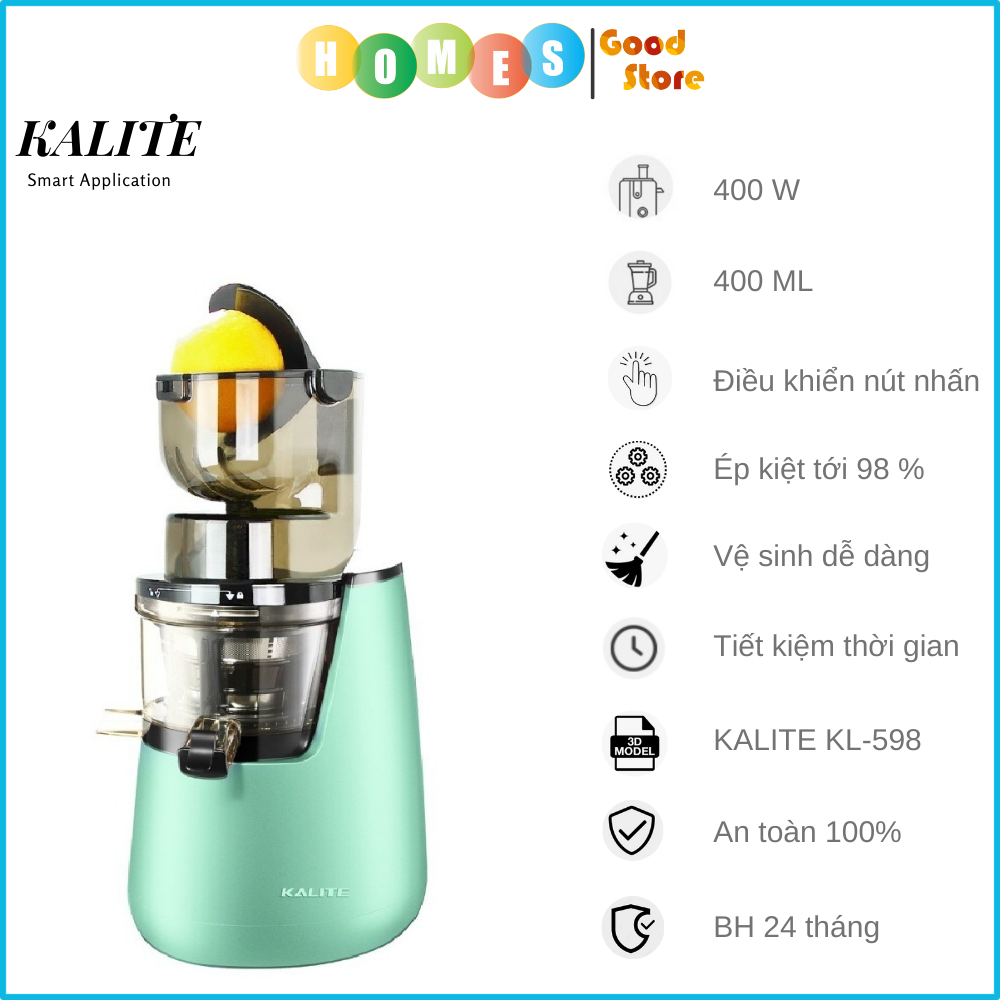 HOMES
Good
Store
KALITE
Smart Application
400 W
400 ML
Điều khiển nút nhấn
Ép kiệt tới 98 %
Vệ sinh dễ dàng
Tiết kiệm thời gian
3D
MODEL
KALITE KL-598
An toàn 100%
BH 24 tháng
KALITE